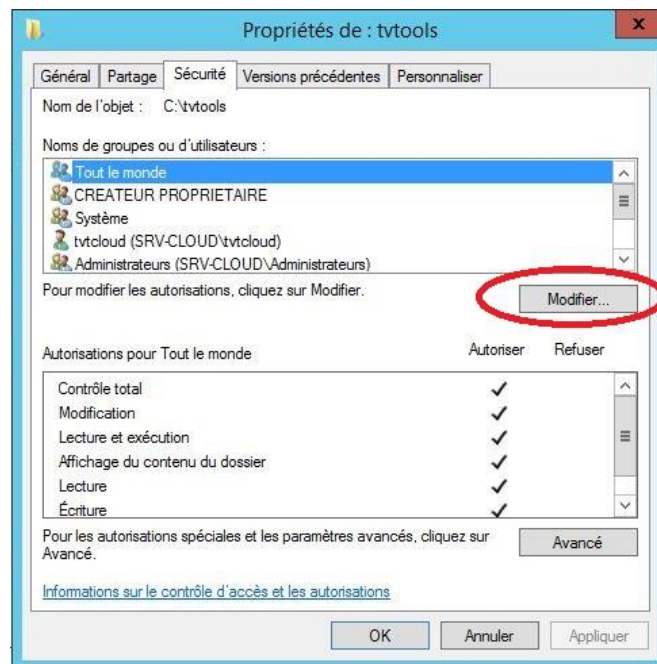 Propriétés de : tvtools
x
Général Partage Sécurité Versions précédentes Personnaliser
Nom de l'objet : C:\tvtools
Noms de groupes ou d'utilisateurs :
Tout le monde
CREATEUR PROPRIETAIRE
Système
tvtcloud (SRV-CLOUD\tvtcloud)
Administrateurs (SRV-CLOUD\Administrateurs)
Pour modifier les autorisations, cliquez sur Modifier.
Modifier...
Autorisations pour Tout le monde Autoriser Refuser
Contrôle total
Modification
Lecture et exécution
Affichage du contenu du dossier
Lecture
Écriture
Pour les autorisations spéciales et les paramètres avancés, cliquez sur
Avancé.
Avancé
Informations sur le contrôle d'accès et les autorisations
OK Annuler Appliquer